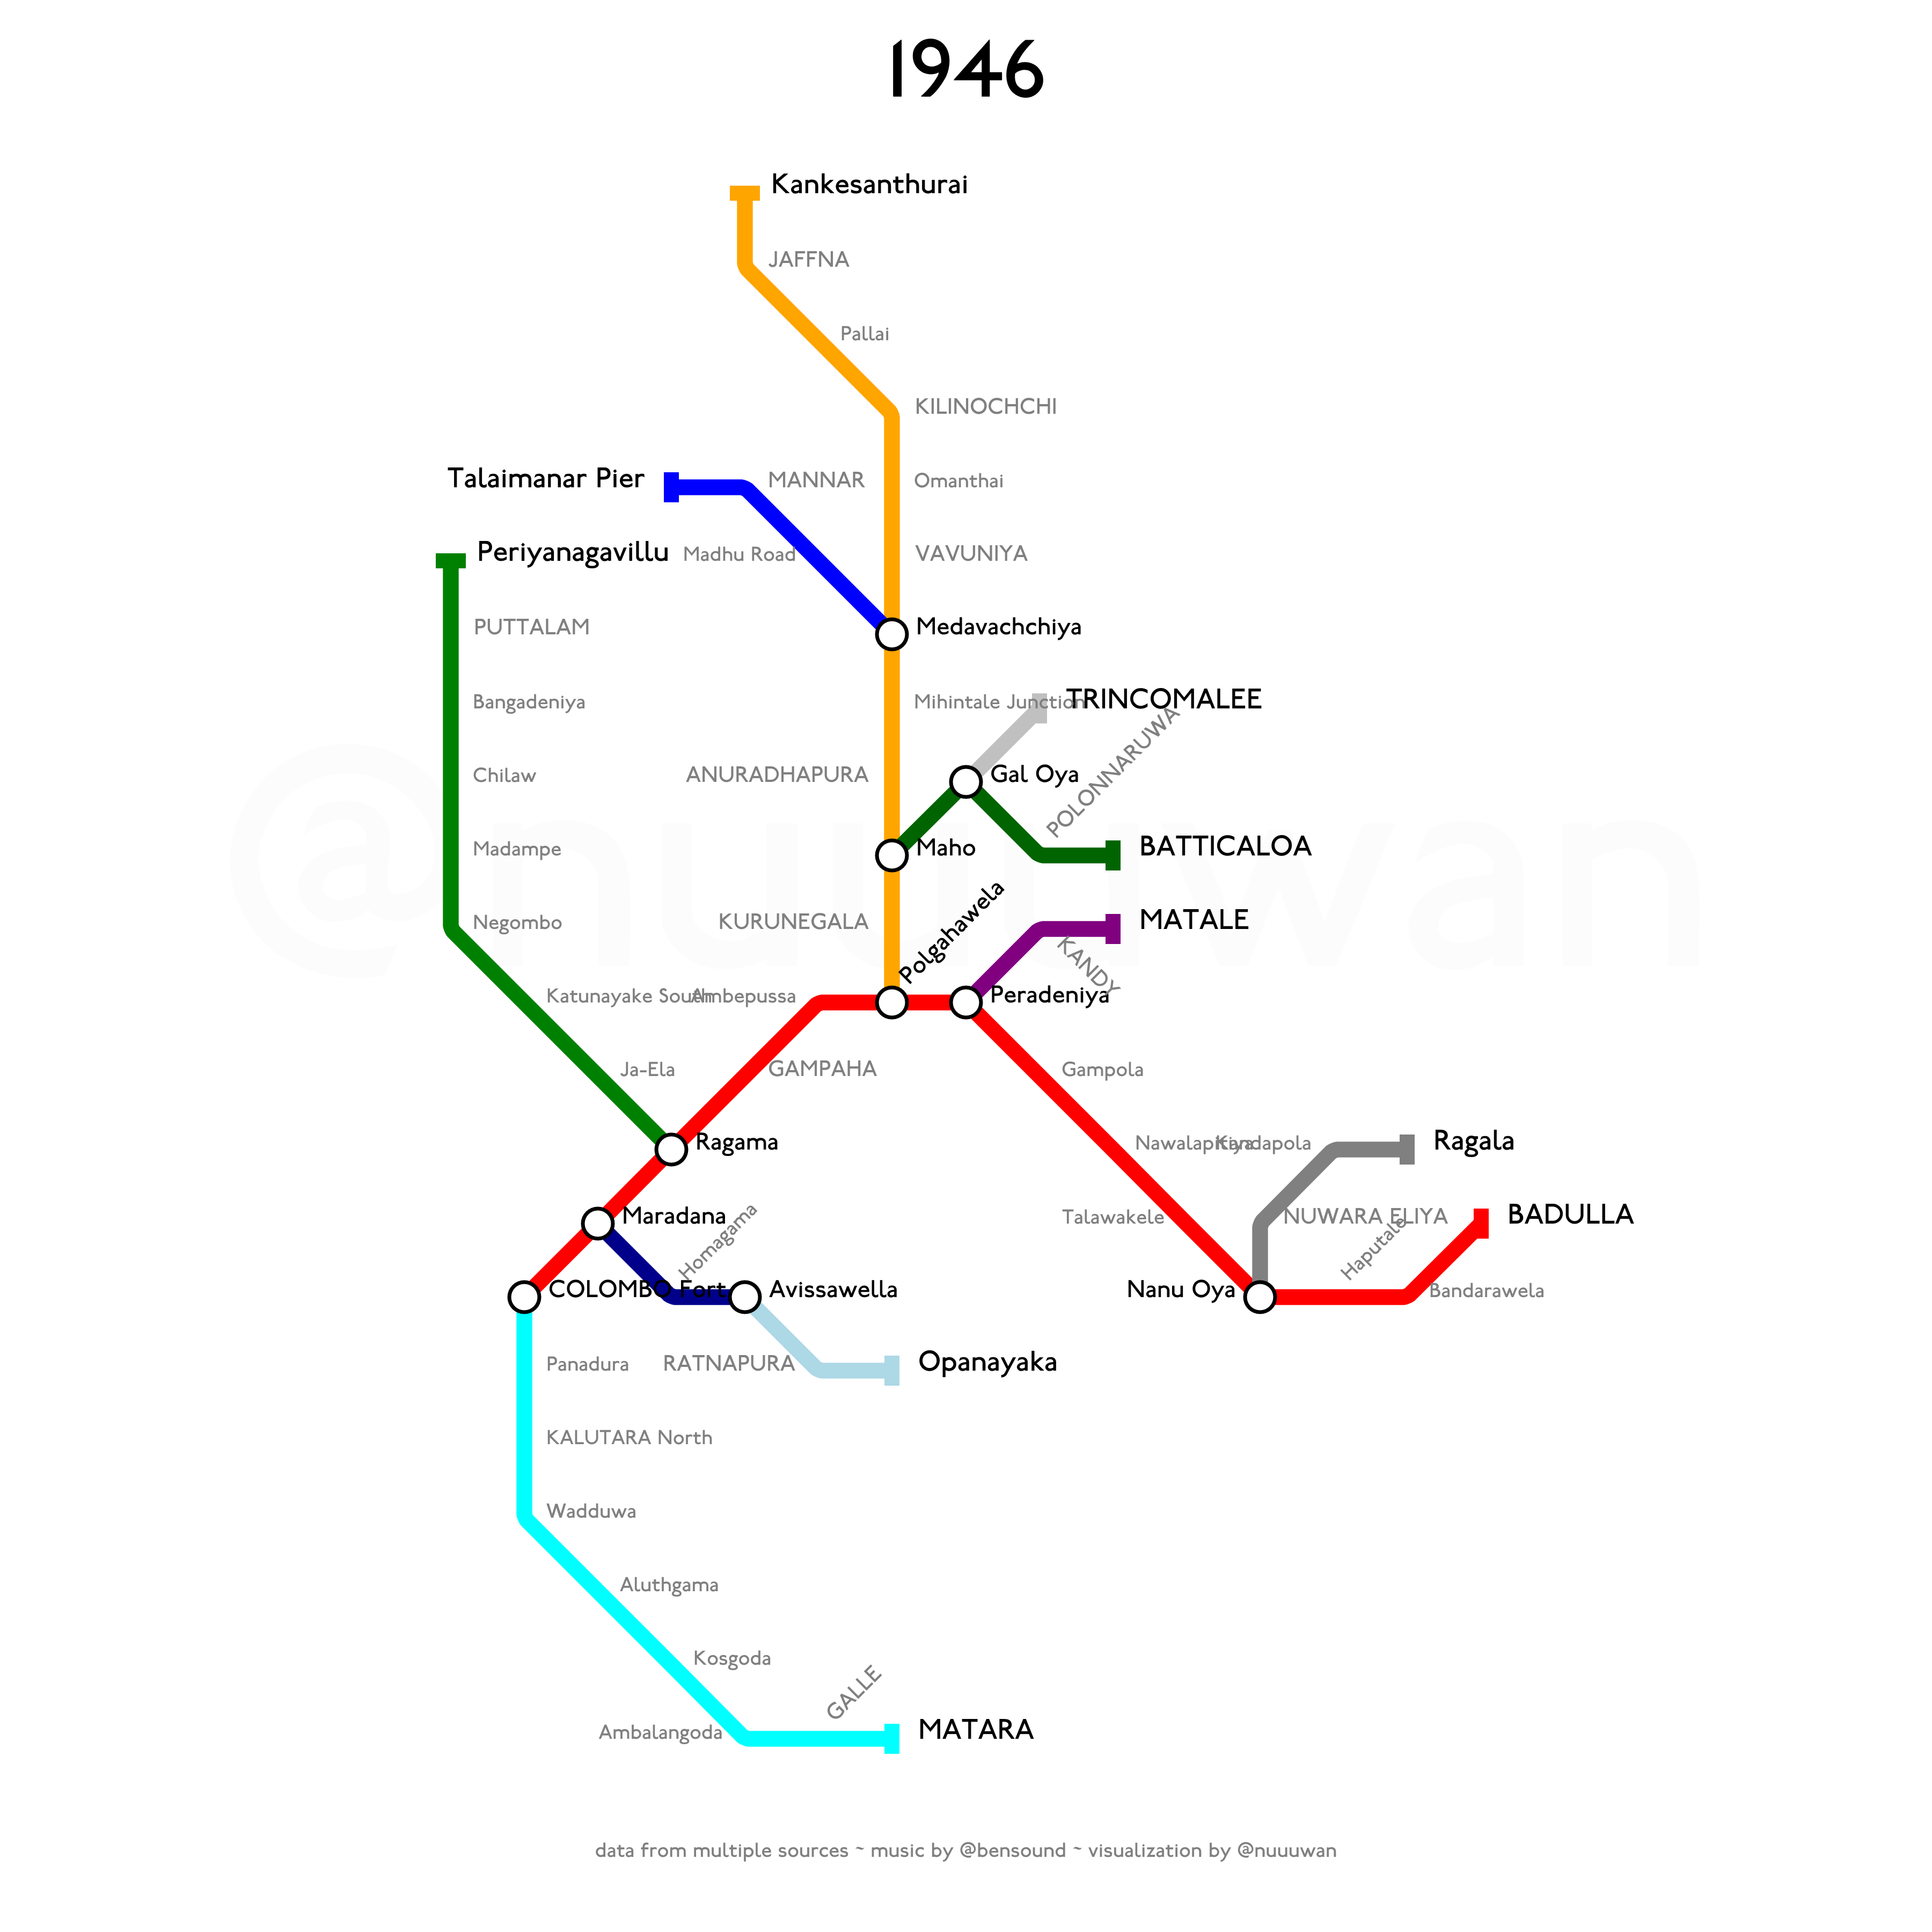 1946
Kankesanthurai
JAFFNA
Pallai
KILINOCHCHI
Talaimanar Pier
MANNAR
Omanthai
Periyanagavillu
Madhu Road
VAVUNIYA
PUTTALAM
Medavachchiya
Bangadeniya
Mihintale Junction
TRINCOMALEE
POLONNARUWA
Chilaw
ANURADHAPURA
Gal Oya
Madampe
Maho
BATTICALOA
Negombo
KURUNEGALA
Polgahawela
MATALE
KANDY
Katunayake South
Ambepussa
Peradeniya
Ja-Ela
GAMPAHA
Gampola
Ragama
Nawalapitiya
Kandapola
Ragala
Maradana
Homagama
Talawakele
NUWARA ELIYA
Haputale
BADULLA
COLOMBO Fort
Avissawella
Nanu Oya
Bandarawela
Panadura
RATNAPURA
Opanayaka
KALUTARA North
Wadduwa
Aluthgama
Kosgoda
GALLE
Ambalangoda
MATARA
@nuuuwan
data from multiple sources ~ music by @bensound ~ visualization by @nuuuwan